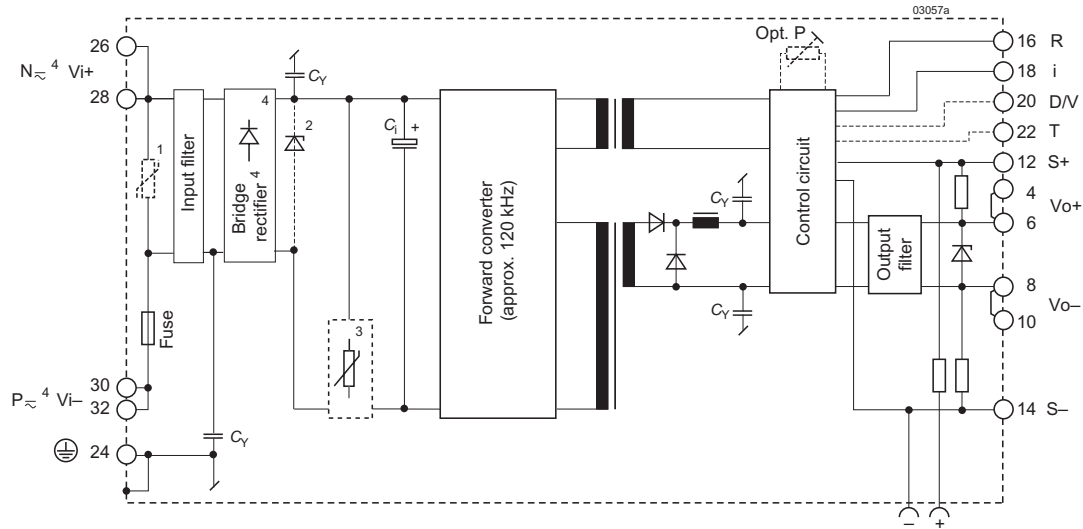 03057a
26
N≂ 4 Vi+
28
1
Input filter
4
Bridge
rectifier 4
CY
2
Ci
+
3
Fuse
30
P≂ 4 Vi–
32
24
CY
Forward converter
(approx. 120 kHz)
CY
CY
Opt. P
Control circuit
Output
filter
16 R
18 i
20 D/V
22 T
12 S+
4
Vo+
6
8
Vo–
10
14 S–
– +